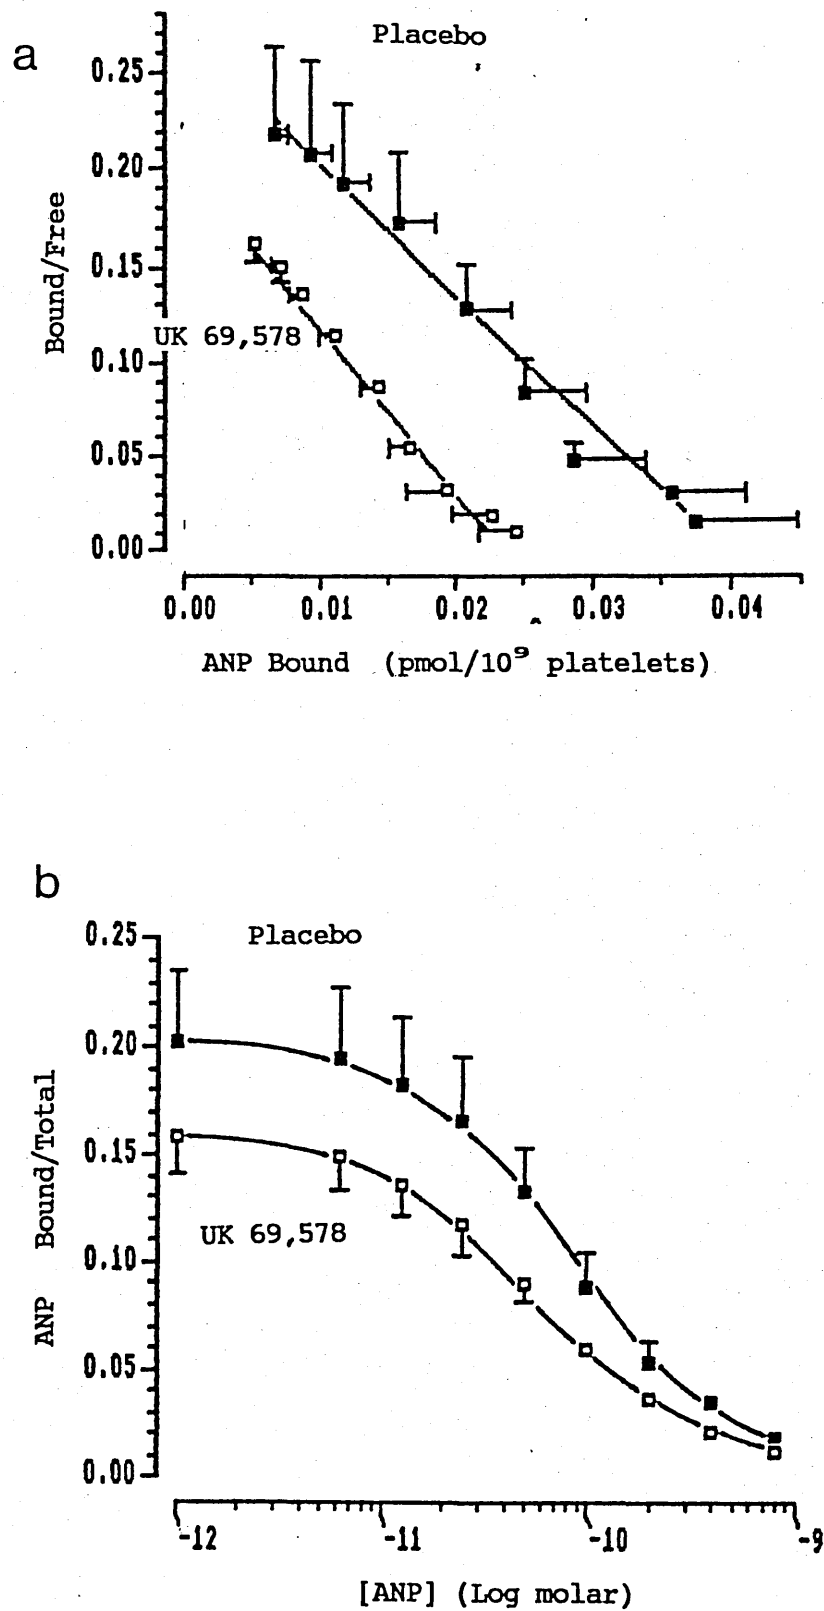 a
Placebo
0.25
0.20
0.15
0.10
0.05
0.00
Bound/Free
UK 69,578
0.00 0.01 0.02 0.03 0.04
ANP Bound (pmol/10⁹ platelets)
b
Placebo
0.25
0.20
0.15
0.10
0.05
0.00
ANP Bound/Total
UK 69,578
-12 -11 -10 -9
[ANP] (Log molar)